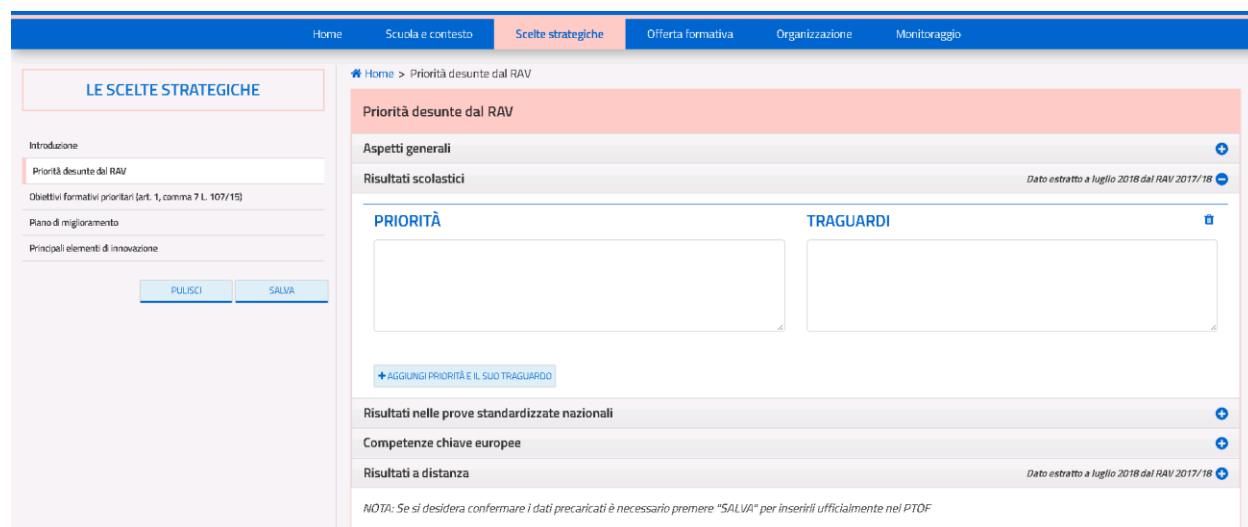 Home Scuola e contesto Scelte strategiche Offerta formativa Organizzazione Monitoraggio
LE SCELTE STRATEGICHE
Introduzione
Priorità desunte dal RAV
Obiettivi formativi prioritari (art. 1, comma 7 L. 107/15)
Piano di miglioramento
Principali elementi di innovazione
PULISCI SALVA
Home > Priorità desunte dal RAV
Priorità desunte dal RAV
Aspetti generali
Risultati scolastici Dato estratto a luglio 2018 dal RAV 2017/18
PRIORITÀ TRAGUARDI
+ AGGIUNGI PRIORITÀ E IL SUO TRAGUARDO
Risultati nelle prove standardizzate nazionali
Competenze chiave europee
Risultati a distanza Dato estratto a luglio 2018 dal RAV 2017/18
NOTA: Se si desidera confermare i dati precaricati è necessario premere "SALVA" per inserirli ufficialmente nel PTOF